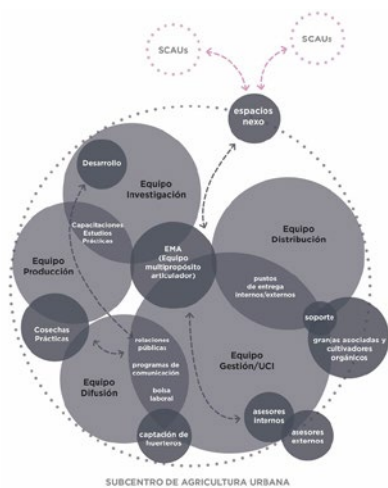 SCAUs
SCAUs
espacios
nexo
Desarrollo
Equipo
Investigación
Equipo
Distribución
Capacitaciones
Estudios
Prácticas
EMA
(Equipo
multipropósito
articulador)
Equipo
Producción
puntos
de entrega
internos/externos
Cosechas
Prácticas
relaciones
públicas
programas de
comunicación
bolsa
laboral
Equipo
Gestión/UCI
soporte
granjas asociadas y
cultivadores
orgánicos
Equipo
Difusión
asesores
internos
asesores
externos
captación de
huerteros
SUBCENTRO DE AGRICULTURA URBANA